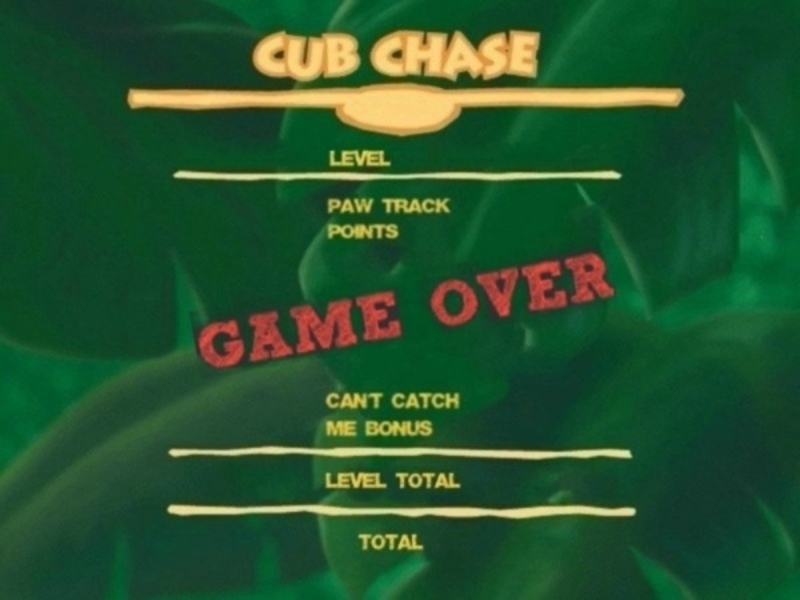 CUB CHASE
LEVEL
PAW TRACK
POINTS
GAME OVER
CAN'T CATCH
ME BONUS
LEVEL TOTAL
TOTAL